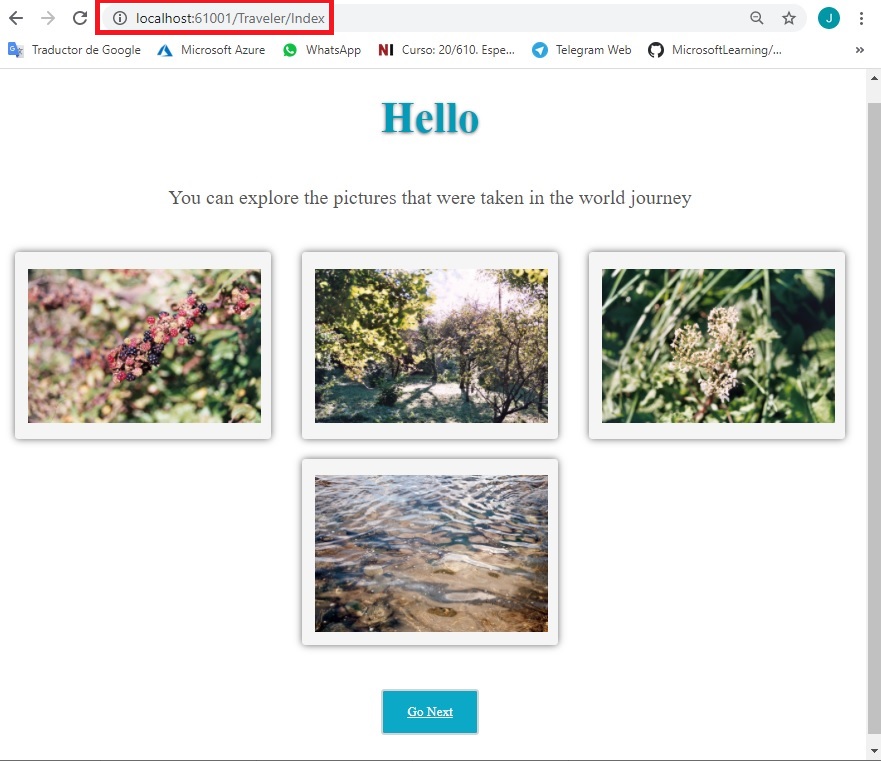 localhost:61001/Traveler/Index
J
Traductor de Google Microsoft Azure WhatsApp NI Curso: 20/610. Espe... Telegram Web MicrosoftLearning/... »
Hello
You can explore the pictures that were taken in the world journey
Go Next